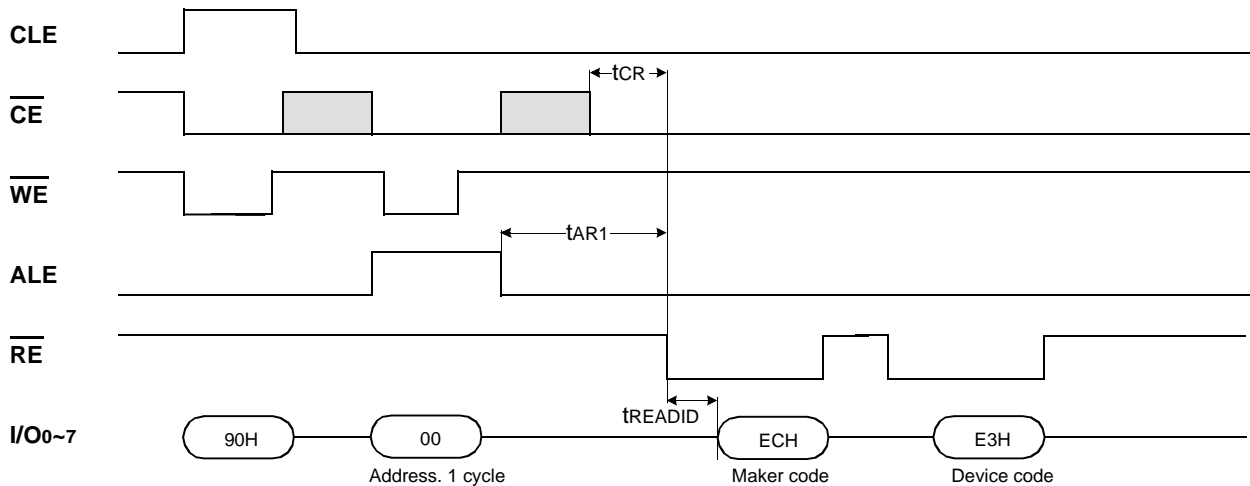 CLE
tCR
CE
WE
tAR1
ALE
RE
tREADID
I/O0~7
90H
00
ECH
E3H
Address. 1 cycle
Maker code
Device code